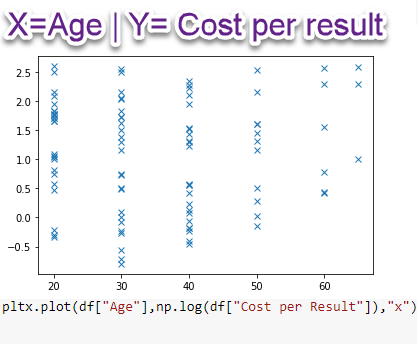 X=Age | Y= Cost per result
2.5
2.0
1.5
1.0
0.5
0.0
−0.5
20 30 40 50 60
pltx.plot(df["Age"],np.log(df["Cost per Result"]),"x")